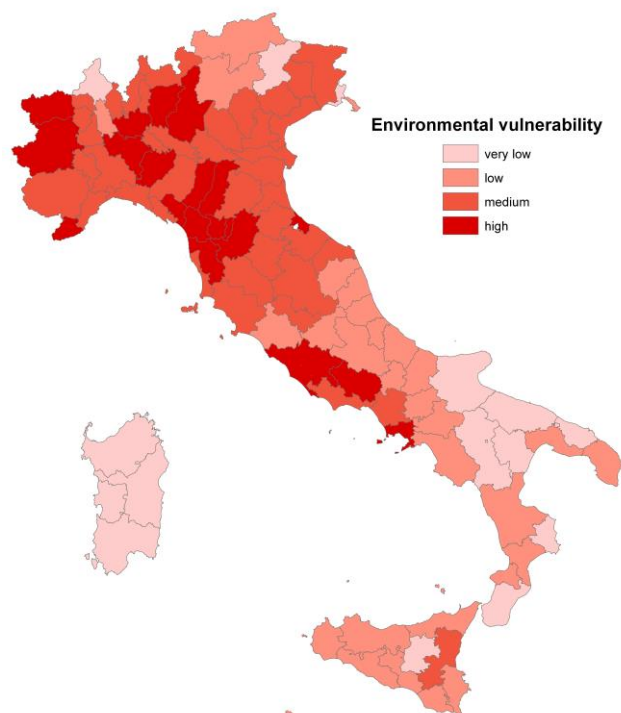 Environmental vulnerability
very low
low
medium
high